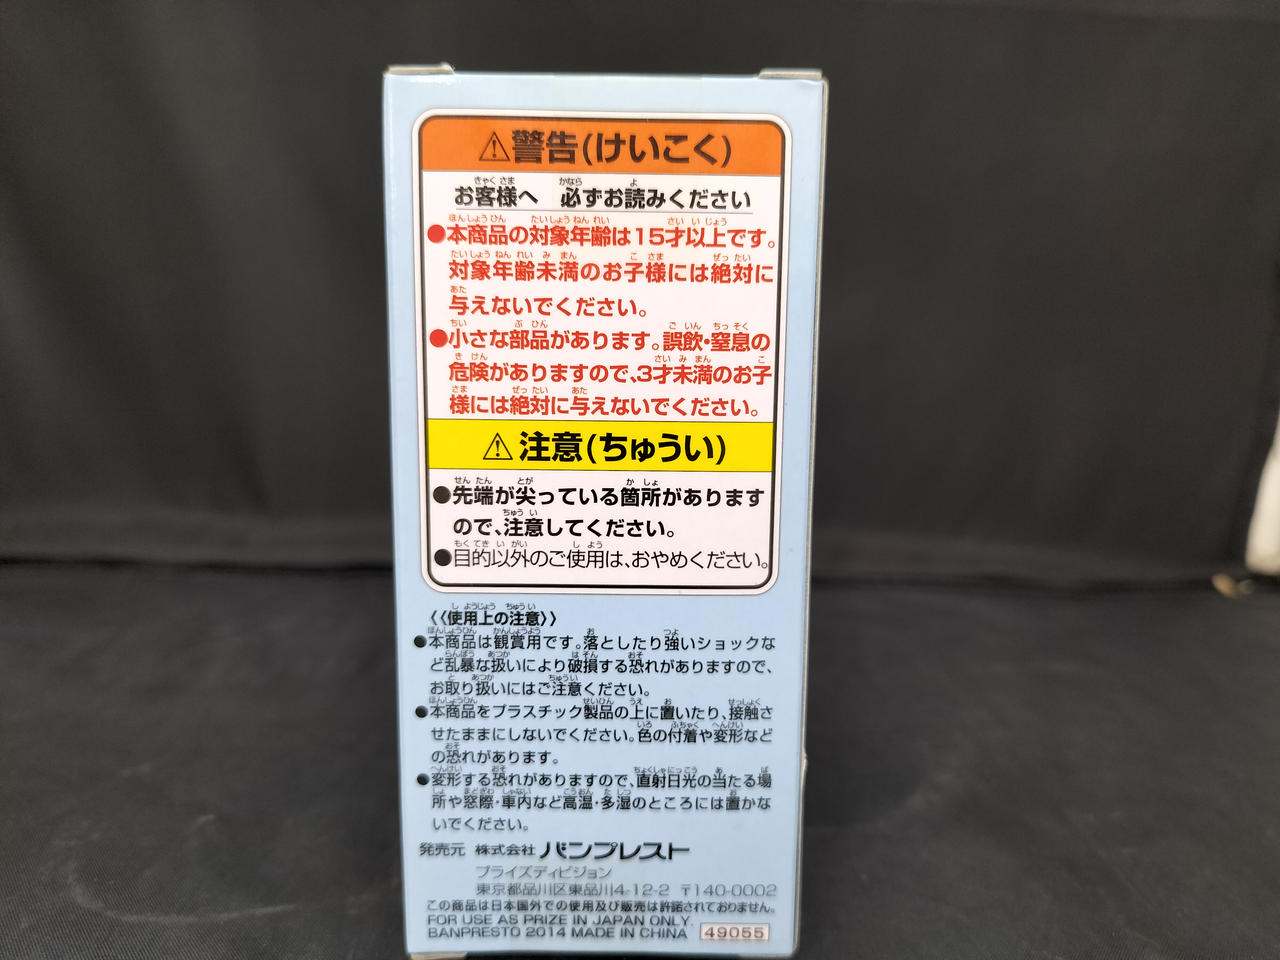 ⚠警告(けいこく)
お客様へ 必ずお読みください
●本商品の対象年齢は15才以上です。
対象年齢未満のお子様には絶対に
与えないでください。
●小さな部品があります。誤飲・窒息の
危険がありますので、3才未満のお子
様には絶対に与えないでください。
⚠注意(ちゅうい)
●先端が尖っている箇所があります
ので、注意してください。
●目的以外のご使用は、おやめください。
《使用上の注意》
●本商品は観賞用です。落としたり強いショックな
ど乱暴な扱いにより破損する恐れがありますので、
お取り扱いにはご注意ください。
●本商品をプラスチック製品の上に置いたり、接触さ
せたままにしないでください。色の付着や変形など
の恐れがあります。
●変形する恐れがありますので、直射日光の当たる場
所や窓際・車内など高温・多湿のところには置かな
いでください。
発売元 株式会社 バンプレスト
プライズディビジョン
東京都品川区東品川4-12-2 〒140-0002
この商品は日本国外での使用及び販売は許諾されておりません。
FOR USE AS PRIZE IN JAPAN ONLY.
BANPRESTO 2014 MADE IN CHINA 49055